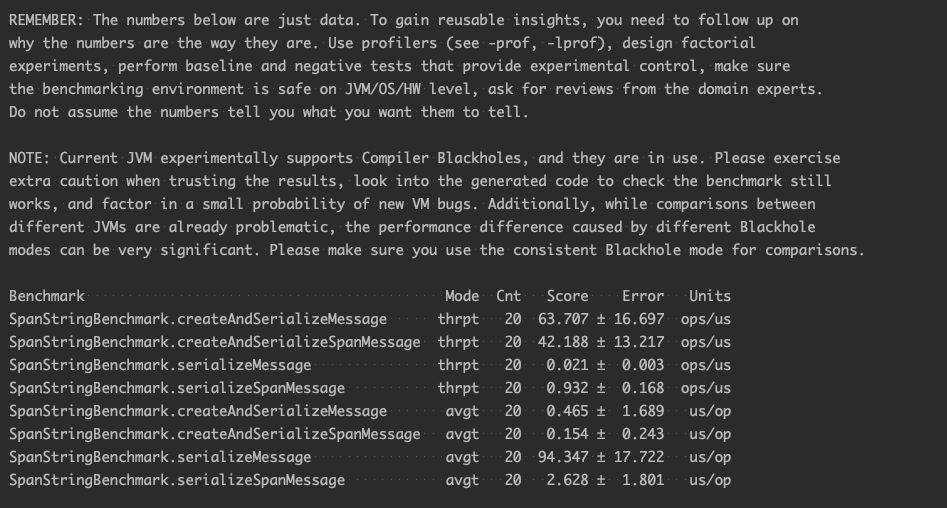 REMEMBER: The numbers below are just data. To gain reusable insights, you need to follow up on
why the numbers are the way they are. Use profilers (see -prof, -lprof), design factorial
experiments, perform baseline and negative tests that provide experimental control, make sure
the benchmarking environment is safe on JVM/OS/HW level, ask for reviews from the domain experts.
Do not assume the numbers tell you what you want them to tell.
NOTE: Current JVM experimentally supports Compiler Blackholes, and they are in use. Please exercise
extra caution when trusting the results, look into the generated code to check the benchmark still
works, and factor in a small probability of new VM bugs. Additionally, while comparisons between
different JVMs are already problematic, the performance difference caused by different Blackhole
modes can be very significant. Please make sure you use the consistent Blackhole mode for comparisons.
Benchmark Mode Cnt Score Error Units
SpanStringBenchmark.createAndSerializeMessage thrpt 20 63.707 ± 16.697 ops/us
SpanStringBenchmark.createAndSerializeSpanMessage thrpt 20 42.188 ± 13.217 ops/us
SpanStringBenchmark.serializeMessage thrpt 20 0.021 ± 0.003 ops/us
SpanStringBenchmark.serializeSpanMessage thrpt 20 0.932 ± 0.168 ops/us
SpanStringBenchmark.createAndSerializeMessage avgt 20 0.465 ± 1.689 us/op
SpanStringBenchmark.createAndSerializeSpanMessage avgt 20 0.154 ± 0.243 us/op
SpanStringBenchmark.serializeMessage avgt 20 94.347 ± 17.722 us/op
SpanStringBenchmark.serializeSpanMessage avgt 20 2.628 ± 1.801 us/op